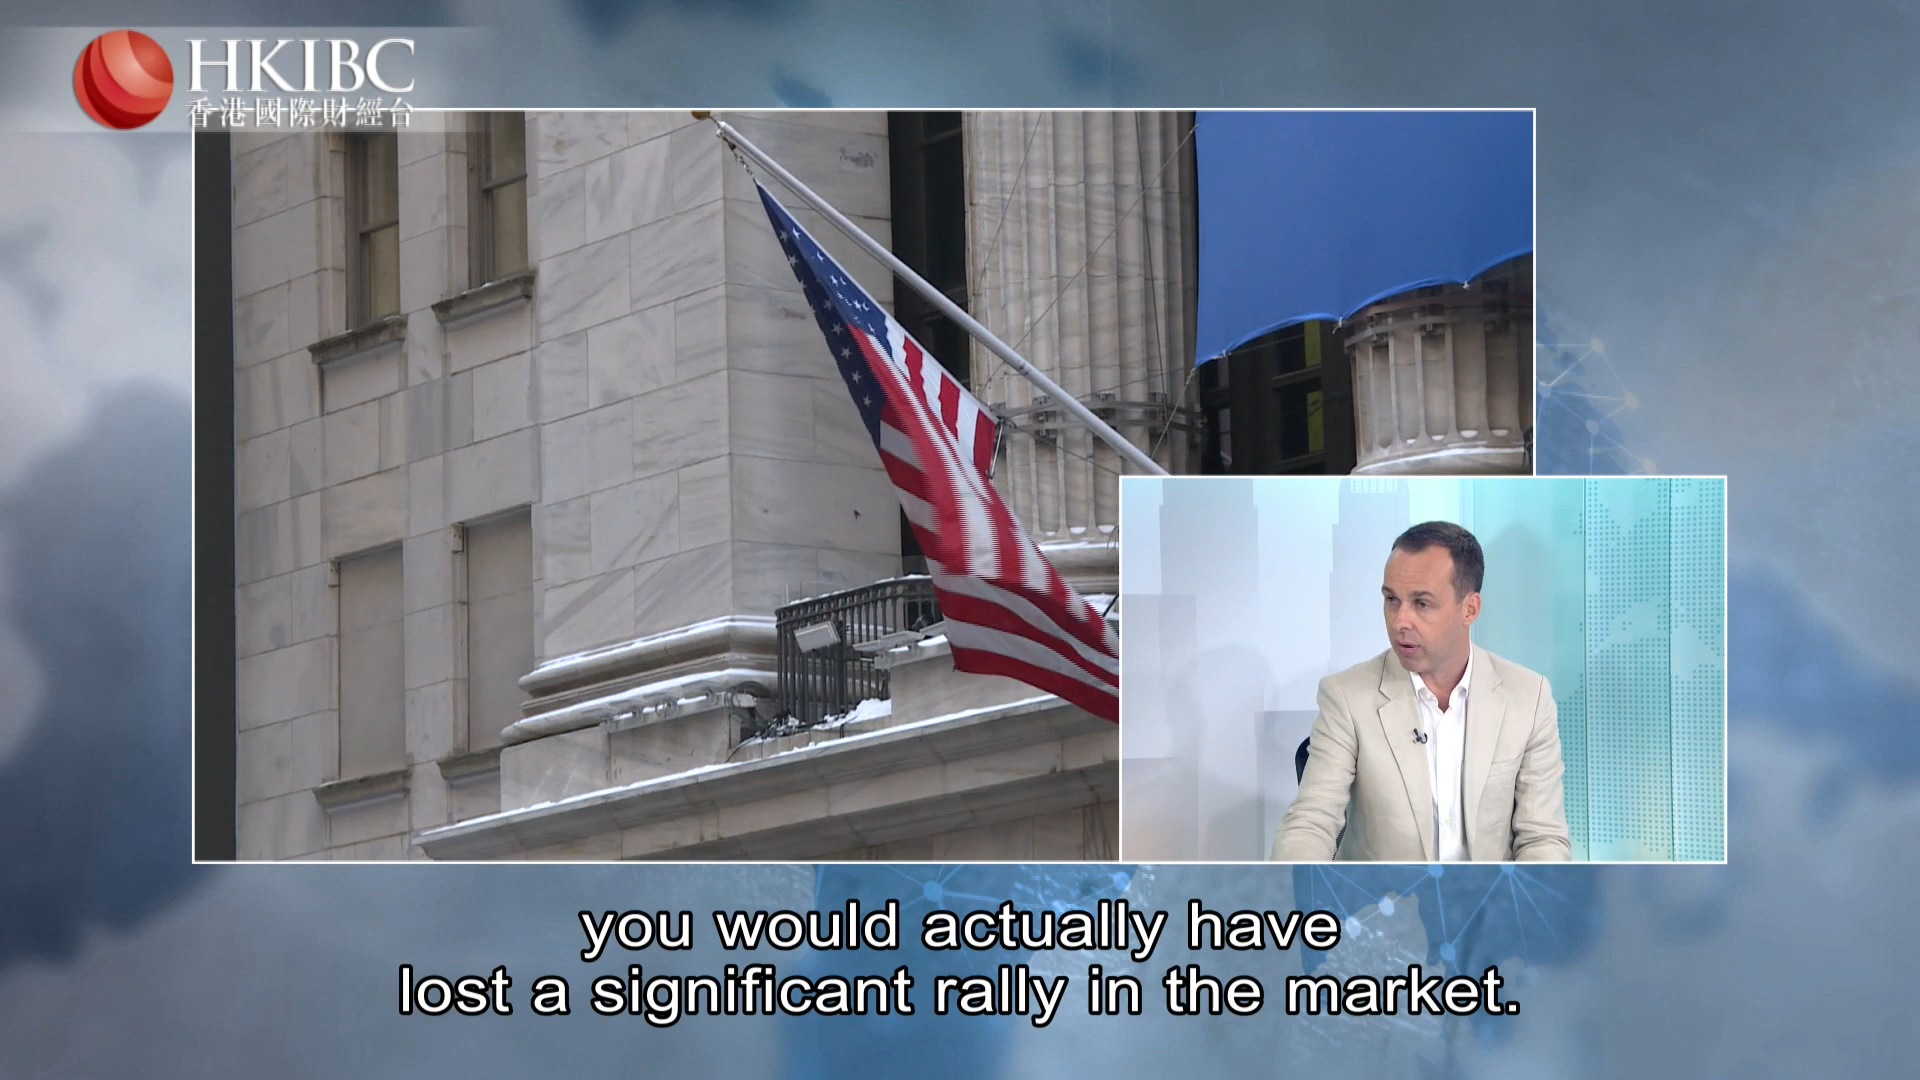 HKIBC
香港國際財經台
you would actually have
lost a significant rally in the market.